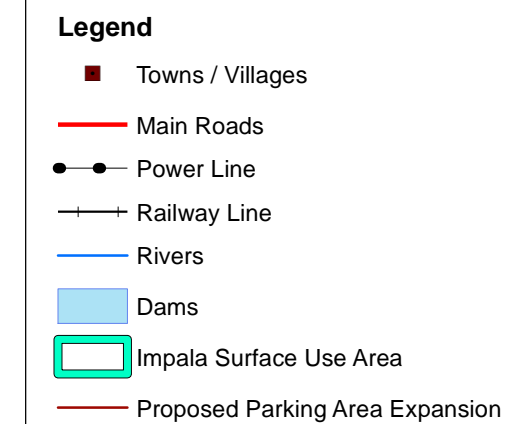 Legend
Towns / Villages
Main Roads
Power Line
Railway Line
Rivers
Dams
Impala Surface Use Area
Proposed Parking Area Expansion